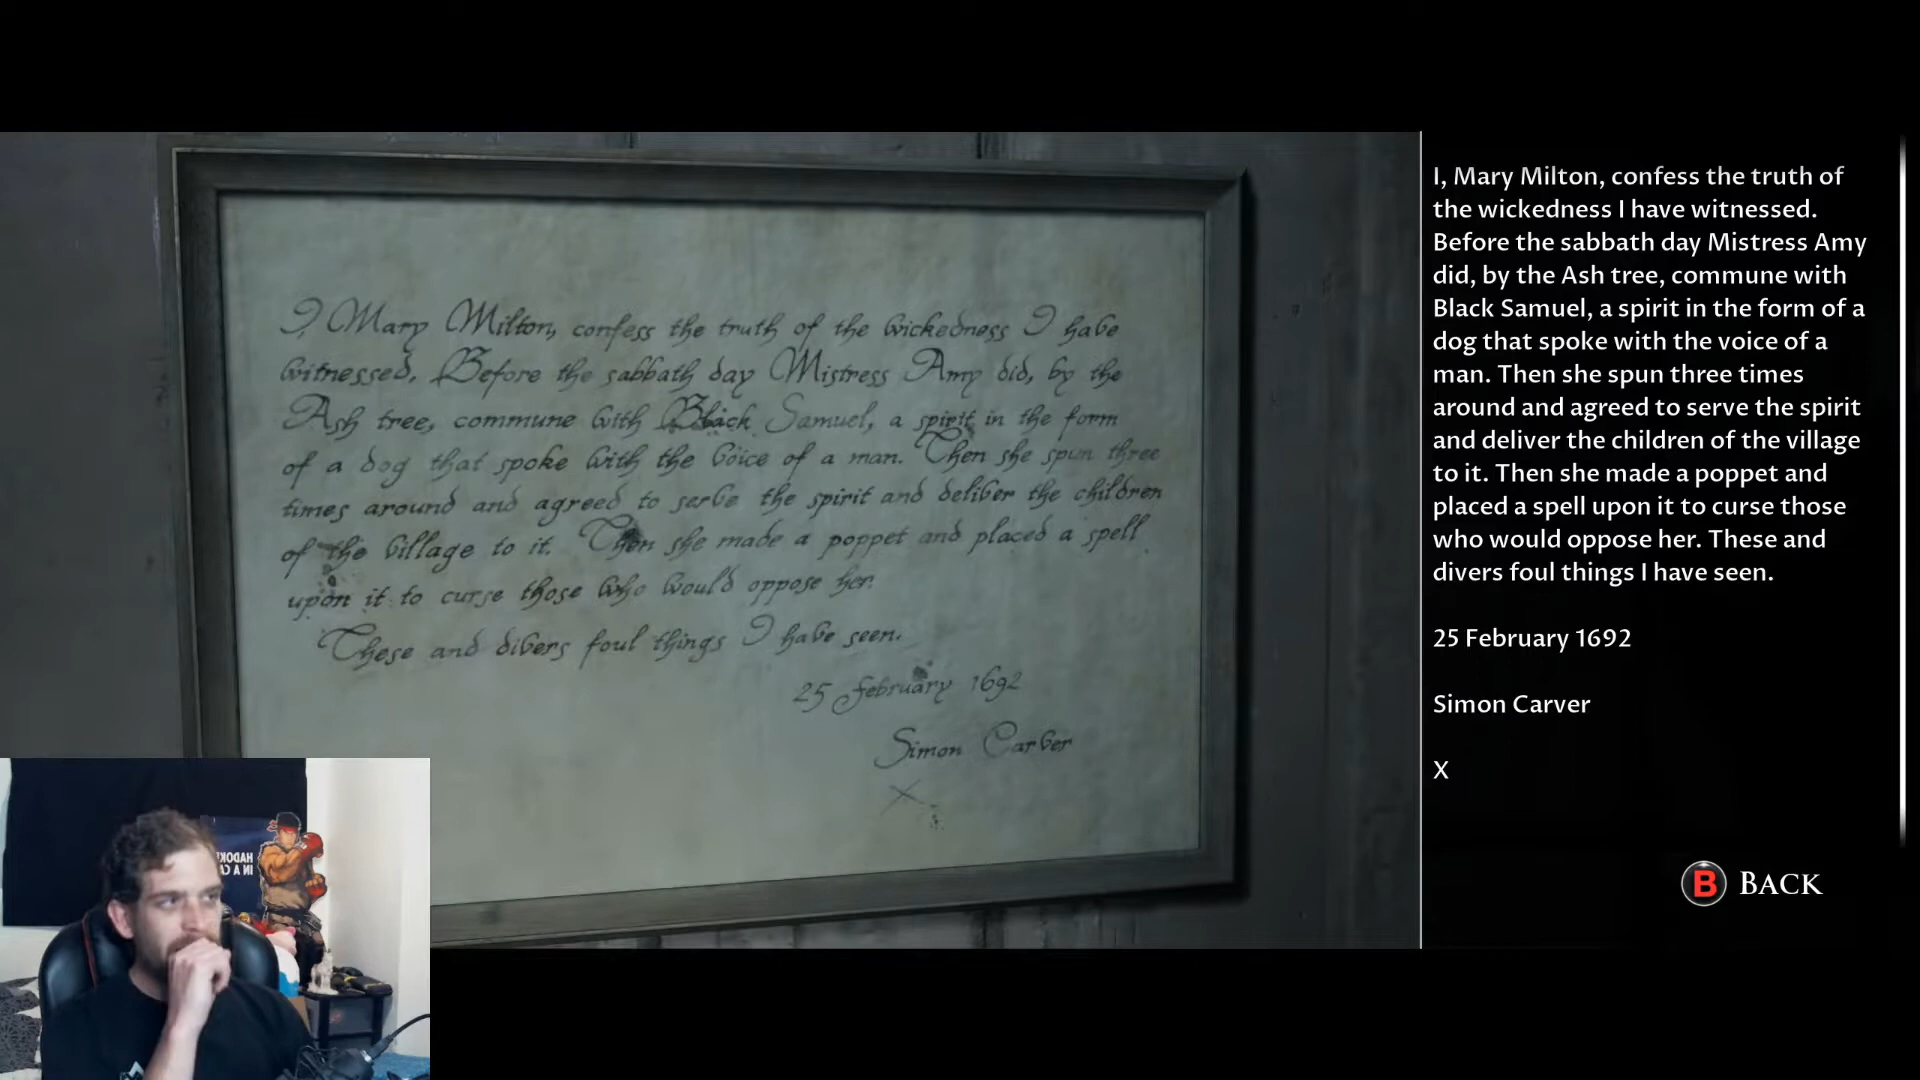 I, Mary Milton, confess the truth of the wickedness I have
witnessed. Before the sabbath day Mistress Amy did, by the
Ash tree, commune with Black Samuel, a spirit in the form
of a dog that spoke with the voice of a man. Then she spun three
times around and agreed to serve the spirit and deliver the children
of the village to it. Then she made a poppet and placed a spell
upon it to curse those who would oppose her.
These and divers foul things I have seen.
25 February 1692
Simon Carver
X
I, Mary Milton, confess the truth of
the wickedness I have witnessed.
Before the sabbath day Mistress Amy
did, by the Ash tree, commune with
Black Samuel, a spirit in the form of a
dog that spoke with the voice of a
man. Then she spun three times
around and agreed to serve the spirit
and deliver the children of the village
to it. Then she made a poppet and
placed a spell upon it to curse those
who would oppose her. These and
divers foul things I have seen.
25 February 1692
Simon Carver
X
B BACK
IN A